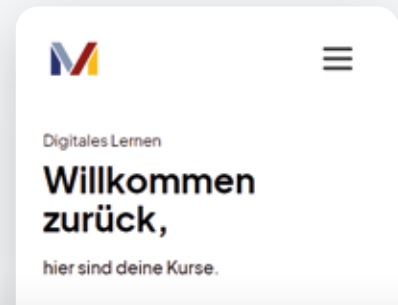 Digitales Lernen
Willkommen
zurück,
hier sind deine Kurse.